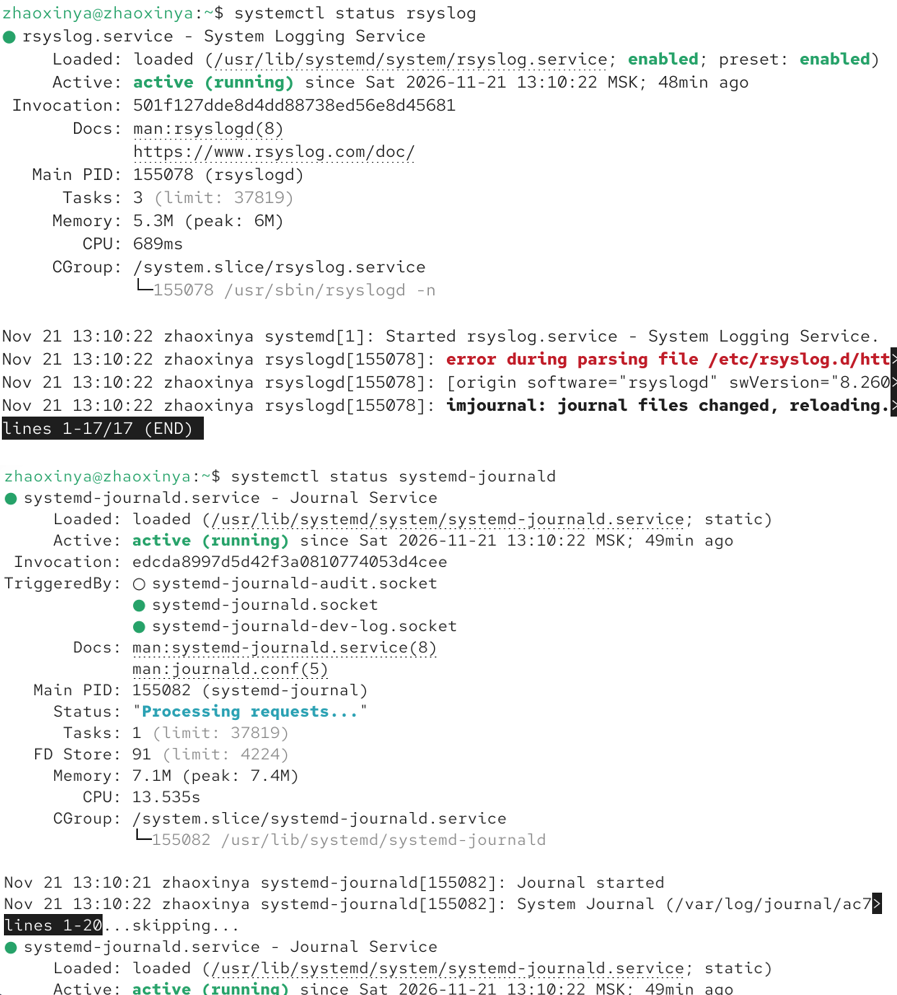 zhaoxinya@zhaoxinya:~$ systemctl status rsyslog
● rsyslog.service - System Logging Service
Loaded: loaded (/usr/lib/systemd/system/rsyslog.service; enabled; preset: enabled)
Active: active (running) since Sat 2026-11-21 13:10:22 MSK; 48min ago
Invocation: 501f127dde8d4dd88738ed56e8d45681
Docs: man:rsyslogd(8)
https://www.rsyslog.com/doc/
Main PID: 155078 (rsyslogd)
Tasks: 3 (limit: 37819)
Memory: 5.3M (peak: 6M)
CPU: 689ms
CGroup: /system.slice/rsyslog.service
└─155078 /usr/sbin/rsyslogd -n
Nov 21 13:10:22 zhaoxinya systemd[1]: Started rsyslog.service - System Logging Service.
Nov 21 13:10:22 zhaoxinya rsyslogd[155078]: error during parsing file /etc/rsyslog.d/htt>
Nov 21 13:10:22 zhaoxinya rsyslogd[155078]: [origin software="rsyslogd" swVersion="8.260>
Nov 21 13:10:22 zhaoxinya rsyslogd[155078]: imjournal: journal files changed, reloading.>
lines 1-17/17 (END)
zhaoxinya@zhaoxinya:~$ systemctl status systemd-journald
● systemd-journald.service - Journal Service
Loaded: loaded (/usr/lib/systemd/system/systemd-journald.service; static)
Active: active (running) since Sat 2026-11-21 13:10:22 MSK; 49min ago
Invocation: edcda8997d5d42f3a0810774053d4cee
TriggeredBy: ○ systemd-journald-audit.socket
● systemd-journald.socket
● systemd-journald-dev-log.socket
Docs: man:systemd-journald.service(8)
man:journald.conf(5)
Main PID: 155082 (systemd-journal)
Status: "Processing requests..."
Tasks: 1 (limit: 37819)
FD Store: 91 (limit: 4224)
Memory: 7.1M (peak: 7.4M)
CPU: 13.535s
CGroup: /system.slice/systemd-journald.service
└─155082 /usr/lib/systemd/systemd-journald
Nov 21 13:10:21 zhaoxinya systemd-journald[155082]: Journal started
Nov 21 13:10:22 zhaoxinya systemd-journald[155082]: System Journal (/var/log/journal/ac7>
lines 1-20...skipping...
● systemd-journald.service - Journal Service
Loaded: loaded (/usr/lib/systemd/system/systemd-journald.service; static)
Active: active (running) since Sat 2026-11-21 13:10:22 MSK; 49min ago